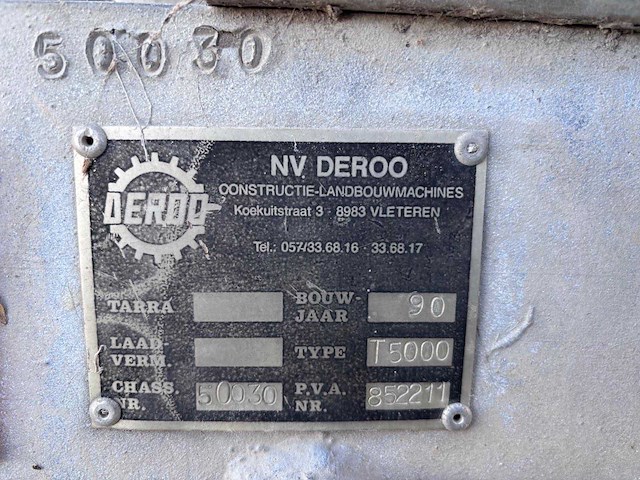 50030
NV DEROO
CONSTRUCTIE-LANDBOUWMACHINES
Koekuitstraat 3 - 8983 VLETEREN
DEROO
Tel.: 057/33.68.16 - 33.68.17
TARRA BOUW-JAAR 90
LAAD VERM. TYPE T5000
CHASS. NR. 50030 P.V.A. NR. 852211